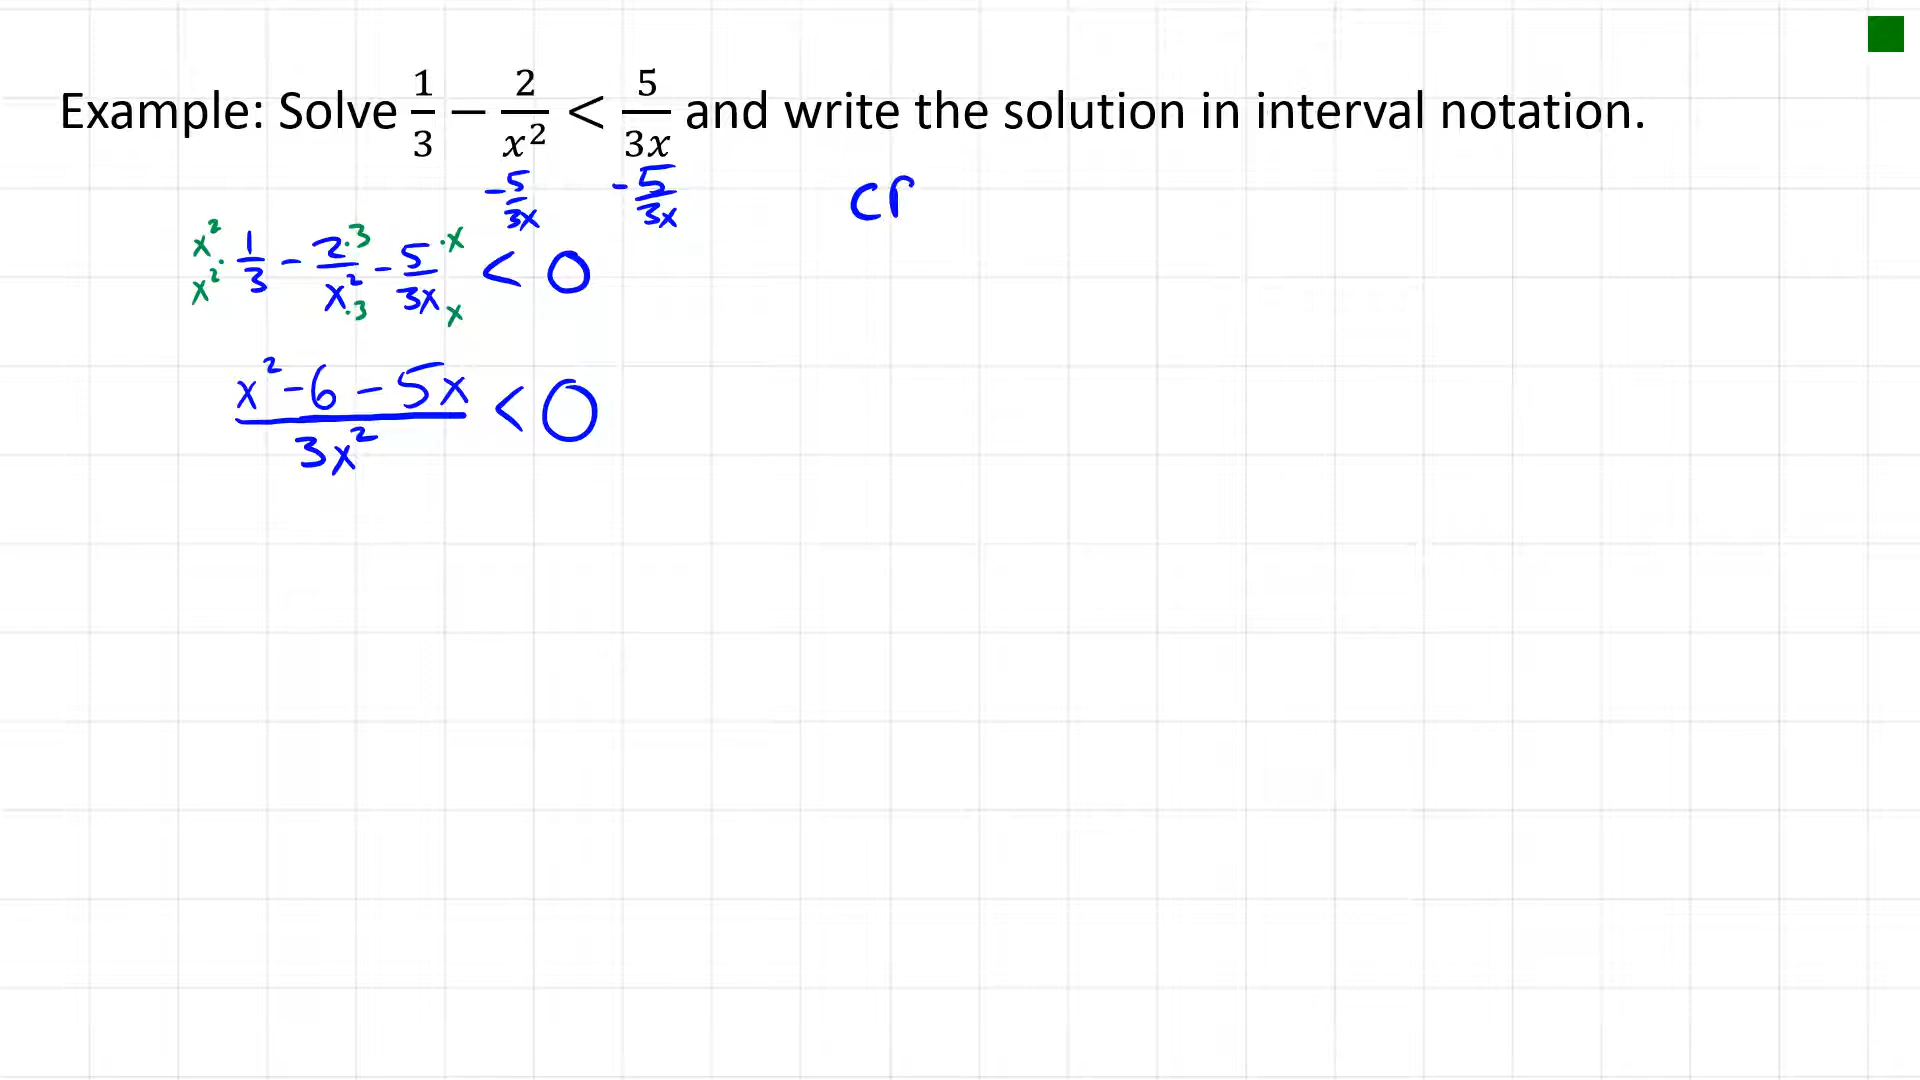 Example: Solve 1/3 − 2/x² < 5/3x and write the solution in interval notation.
−5/3x −5/3x cr
x²/x² · 1/3 − 2·3/x²·3 − 5·x/3x x < 0
x² − 6 − 5x / 3x² < 0